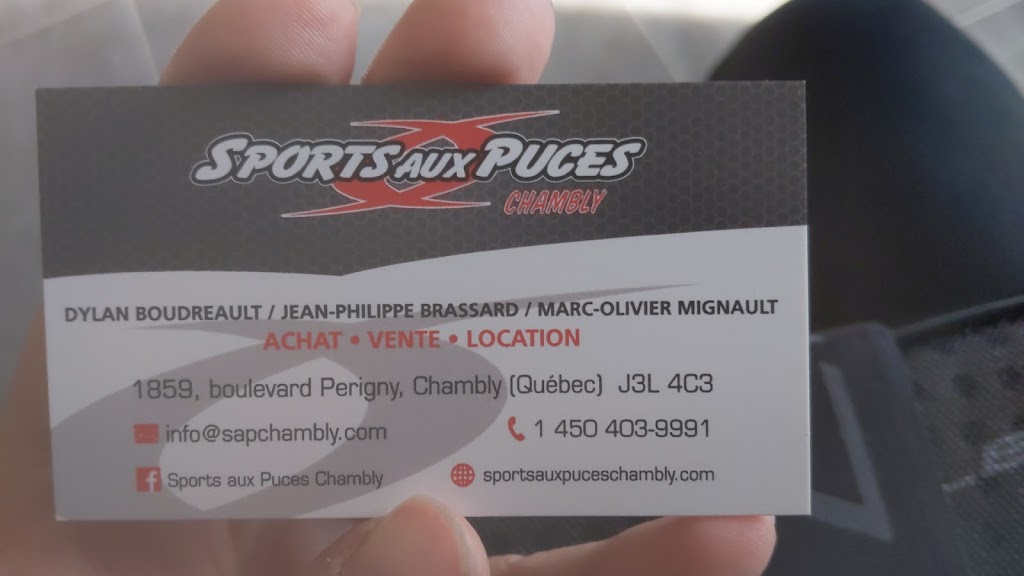 SPORTS AUX PUCES
CHAMBLY
DYLAN BOUDREAULT / JEAN-PHILIPPE BRASSARD / MARC-OLIVIER MIGNAULT
ACHAT • VENTE • LOCATION
1859, boulevard Perigny, Chambly (Québec) J3L 4C3
info@sapchambly.com
1 450 403-9991
Sports aux Puces Chambly
sportsauxpuceschambly.com